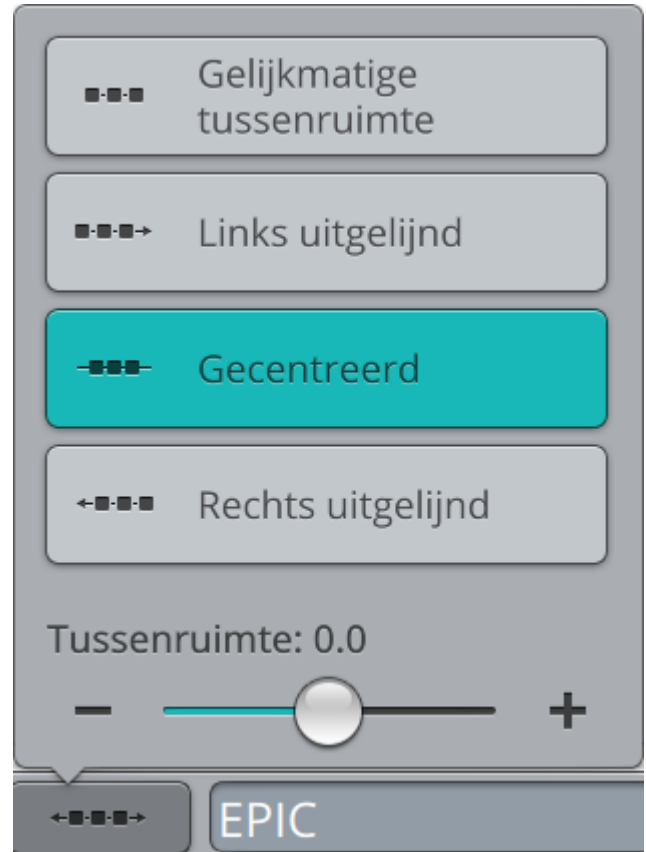 Gelijkmatige
tussenruimte
Links uitgelijnd
Gecentreerd
Rechts uitgelijnd
Tussenruimte: 0.0
EPIC